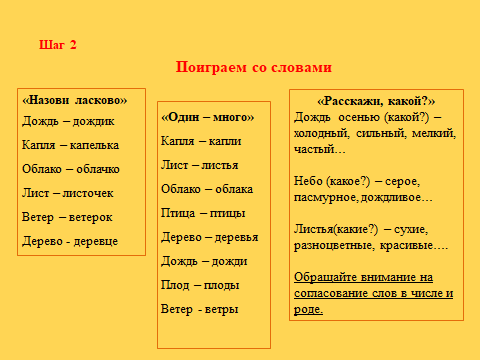 Шаг 2
Поиграем со словами
«Назови ласково»
Дождь – дождик
Капля – капелька
Облако – облачко
Лист – листочек
Ветер – ветерок
Дерево - деревце
«Один – много»
Капля – капли
Лист – листья
Облако – облака
Птица – птицы
Дерево – деревья
Дождь – дожди
Плод – плоды
Ветер - ветры
«Расскажи, какой?»
Дождь осенью (какой?) –
холодный, сильный, мелкий,
частый…
Небо (какое?) – серое,
пасмурное, дождливое…
Листья(какие?) – сухие,
разноцветные, красивые….
Обращайте внимание на
согласование слов в числе и
роде.